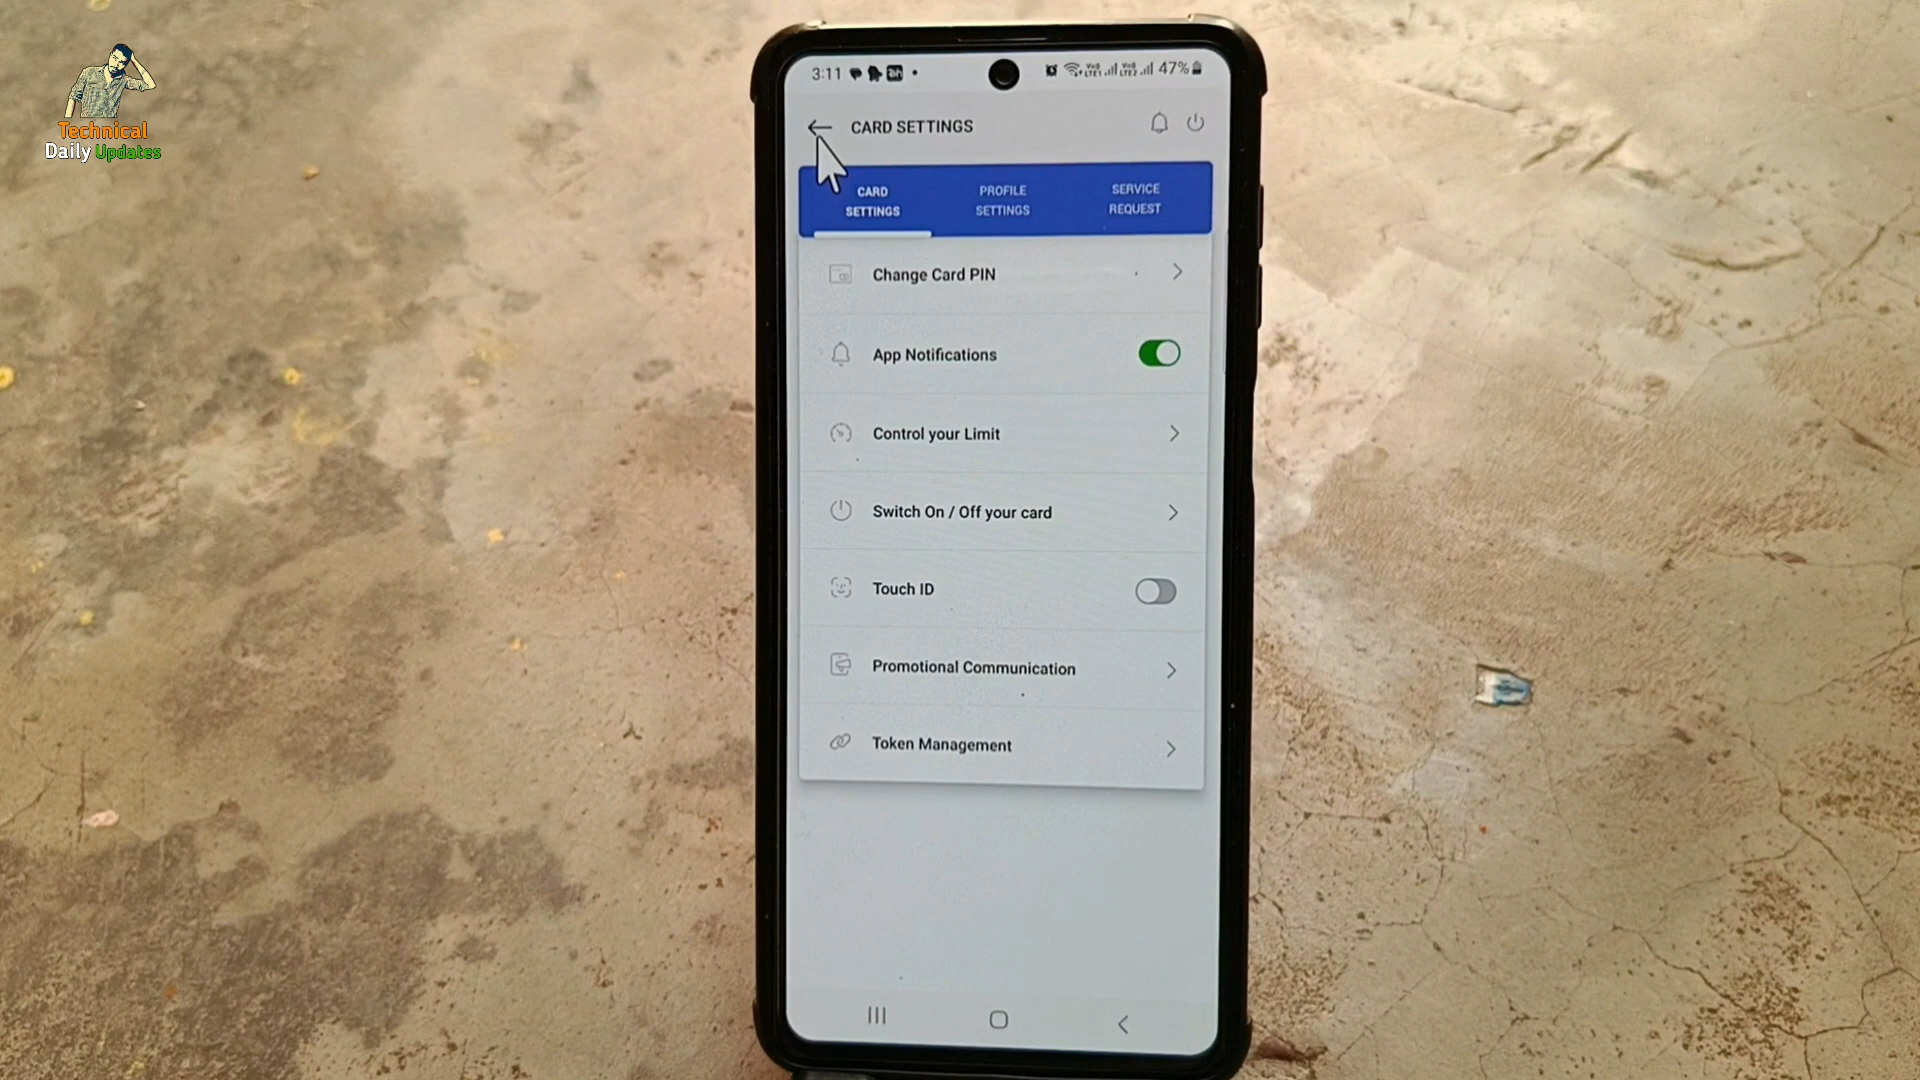 Technical
Daily Updates
3:11 47%
CARD SETTINGS
CARD SETTINGS
PROFILE SETTINGS
SERVICE REQUEST
Change Card PIN
App Notifications
Control your Limit
Switch On / Off your card
Touch ID
Promotional Communication
Token Management